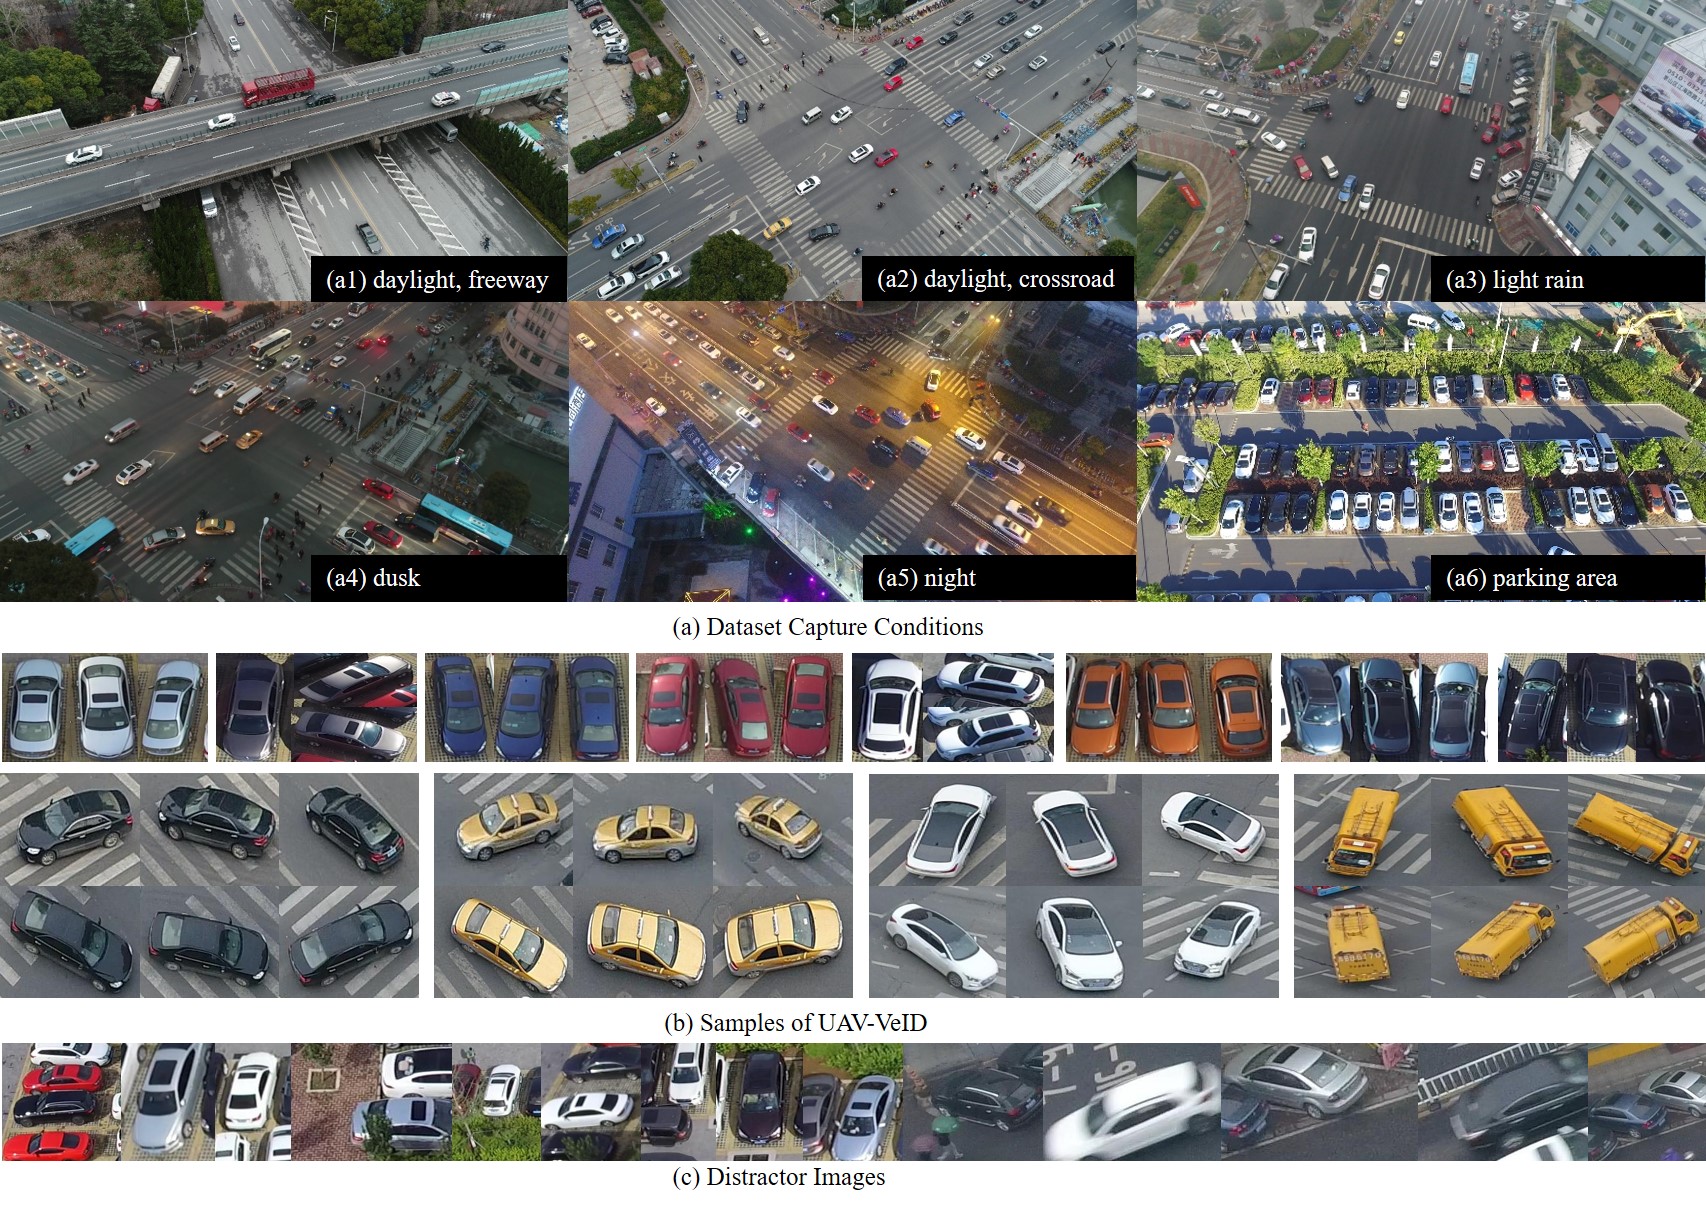 (a1) daylight, freeway
(a2) daylight, crossroad
(a3) light rain
(a4) dusk
(a5) night
(a6) parking area
(a) Dataset Capture Conditions
(b) Samples of UAV-VeID
(c) Distractor Images